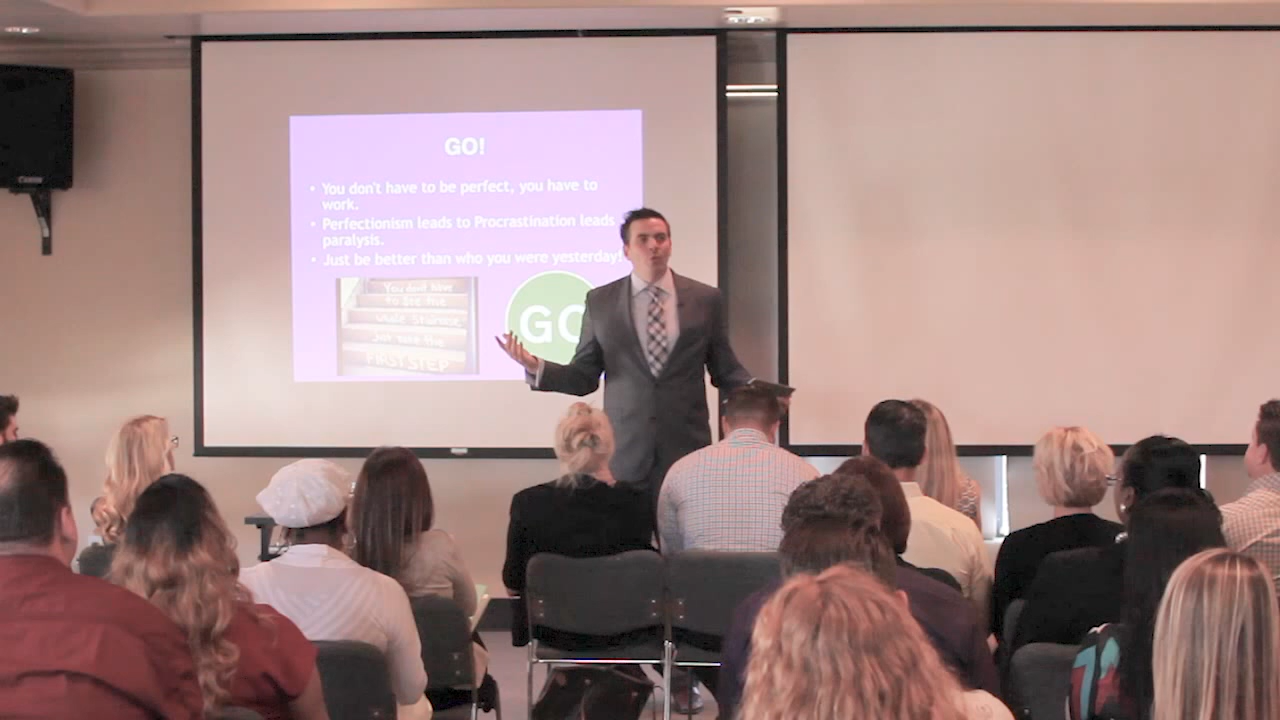 GO!
• You don't have to be perfect, you have to
work.
• Perfectionism leads to Procrastination leads
paralysis.
• Just be better than who you were yesterday!
You don't have
to see the
whole staircase,
Just take the
FIRST STEP
GO